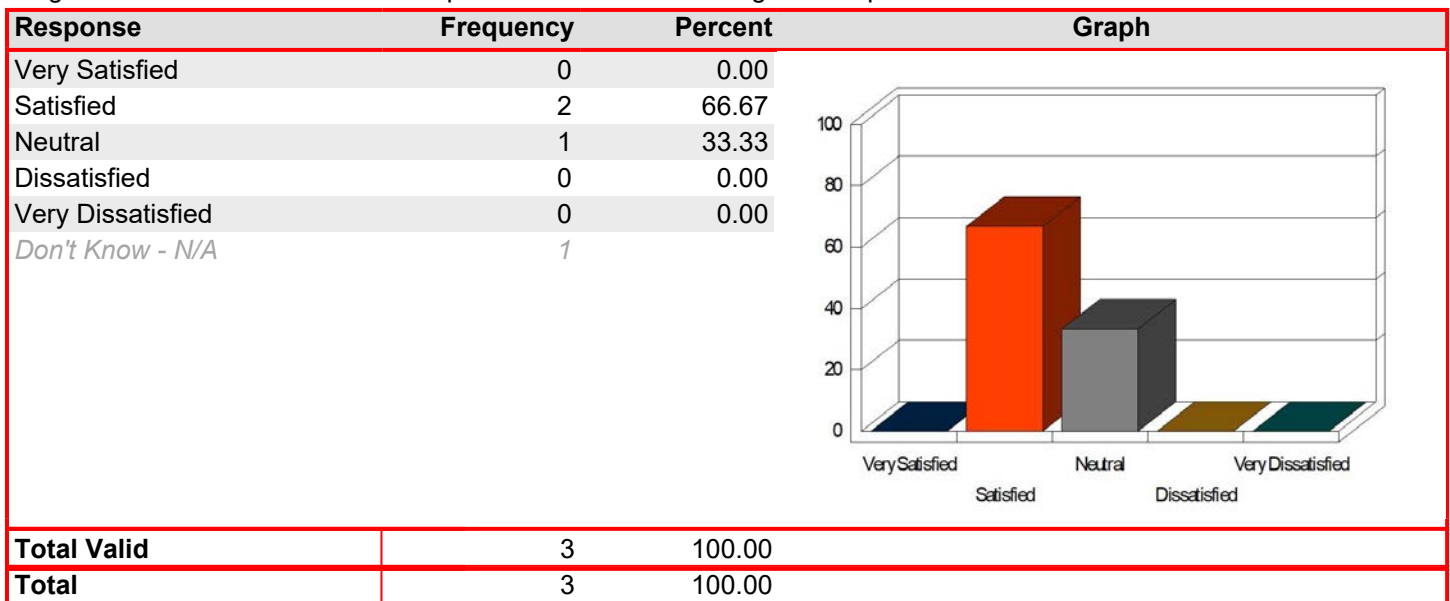 Response Frequency Percent Graph
Very Satisfied 0 0.00
Satisfied 2 66.67
Neutral 1 33.33
Dissatisfied 0 0.00
Very Dissatisfied 0 0.00
Don't Know - N/A 1
100
80
60
40
20
0
Very Satisfied Neutral Very Dissatisfied
Satisfied Dissatisfied
Total Valid 3 100.00
Total 3 100.00